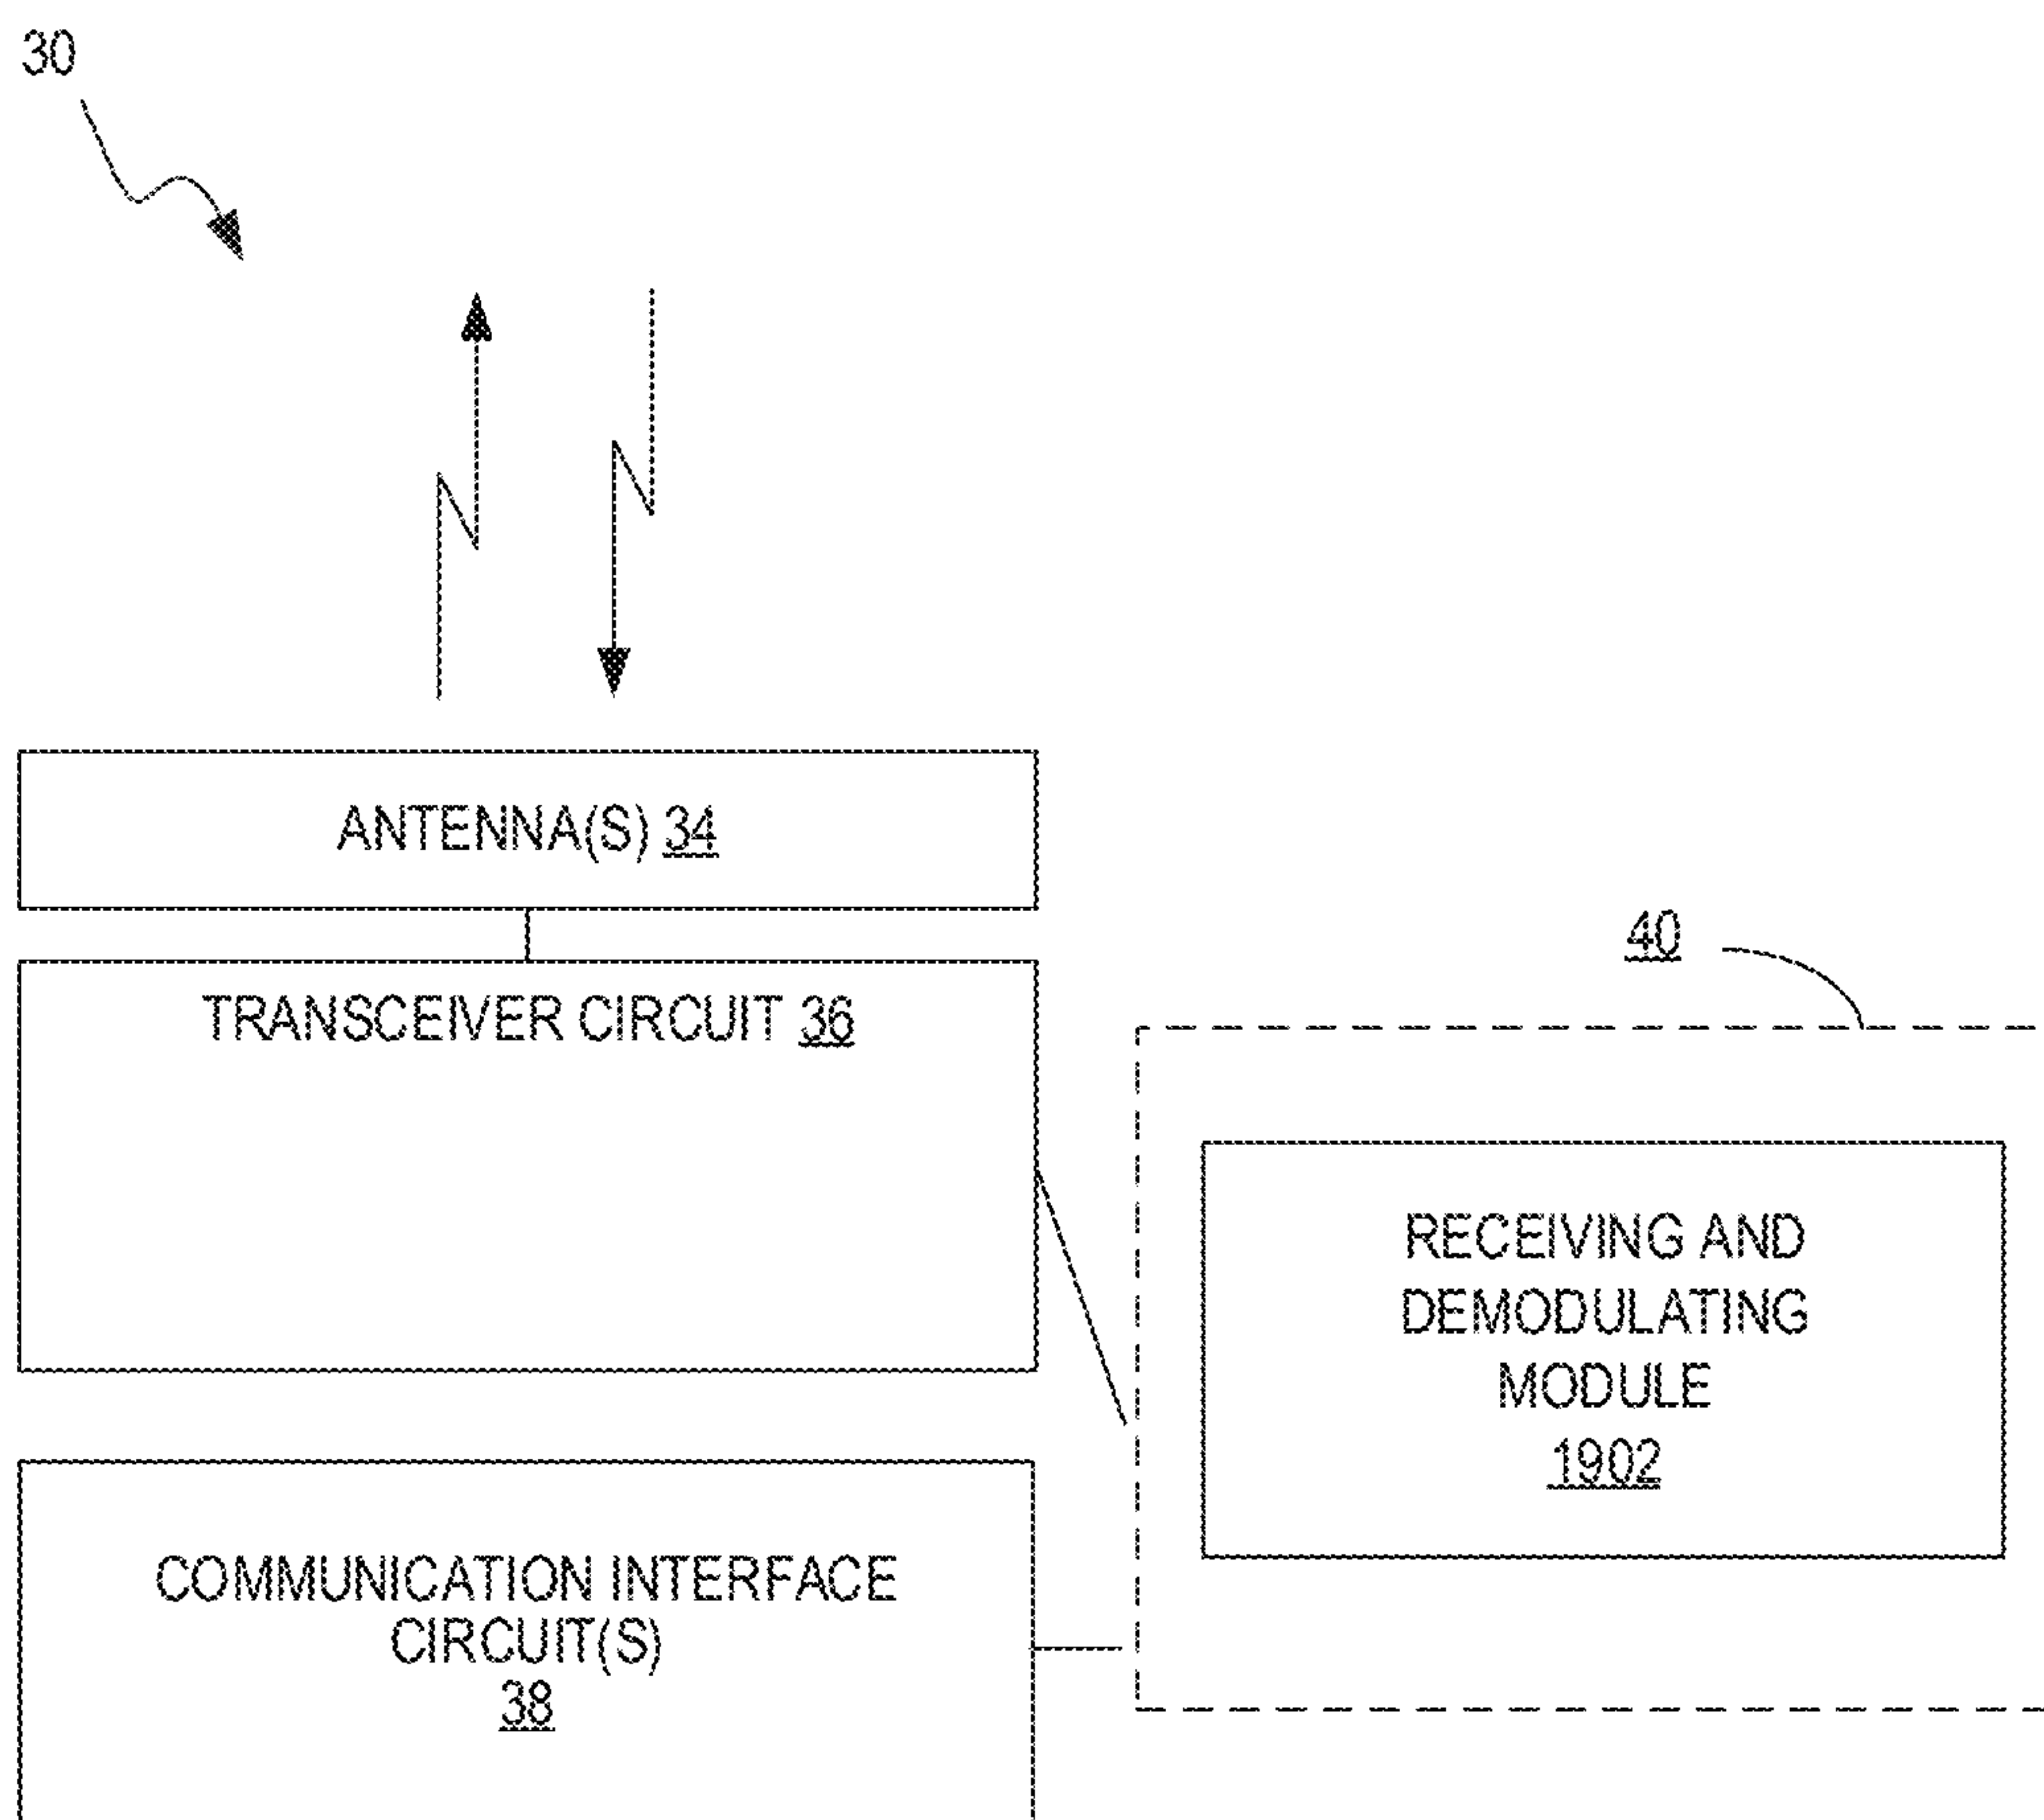 30
ANTENNA(S) 34
40
TRANSCEIVER CIRCUIT 36
RECEIVING AND
DEMODULATING
MODULE
1902
COMMUNICATION INTERFACE
CIRCUIT(S)
38